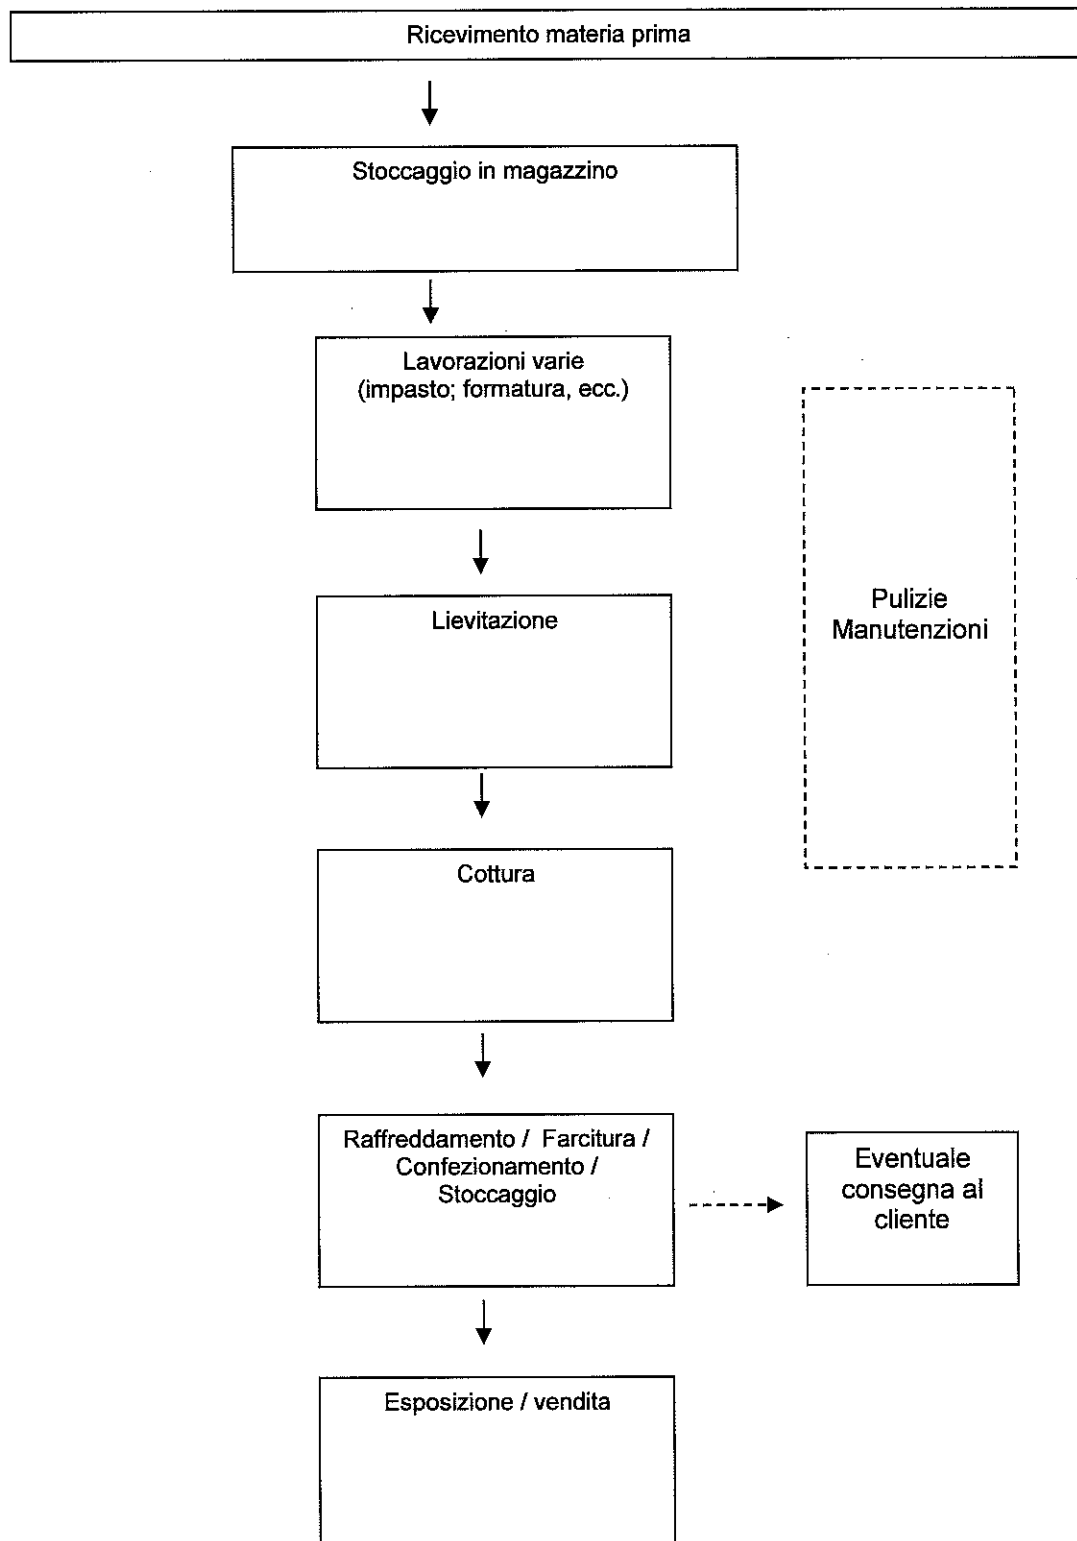 Ricevimento materia prima
Stoccaggio in magazzino
Lavorazioni varie
(impasto; formatura, ecc.)
Pulizie
Manutenzioni
Lievitazione
Cottura
Raffreddamento / Farcitura /
Confezionamento /
Stoccaggio
Eventuale
consegna al
cliente
Esposizione / vendita